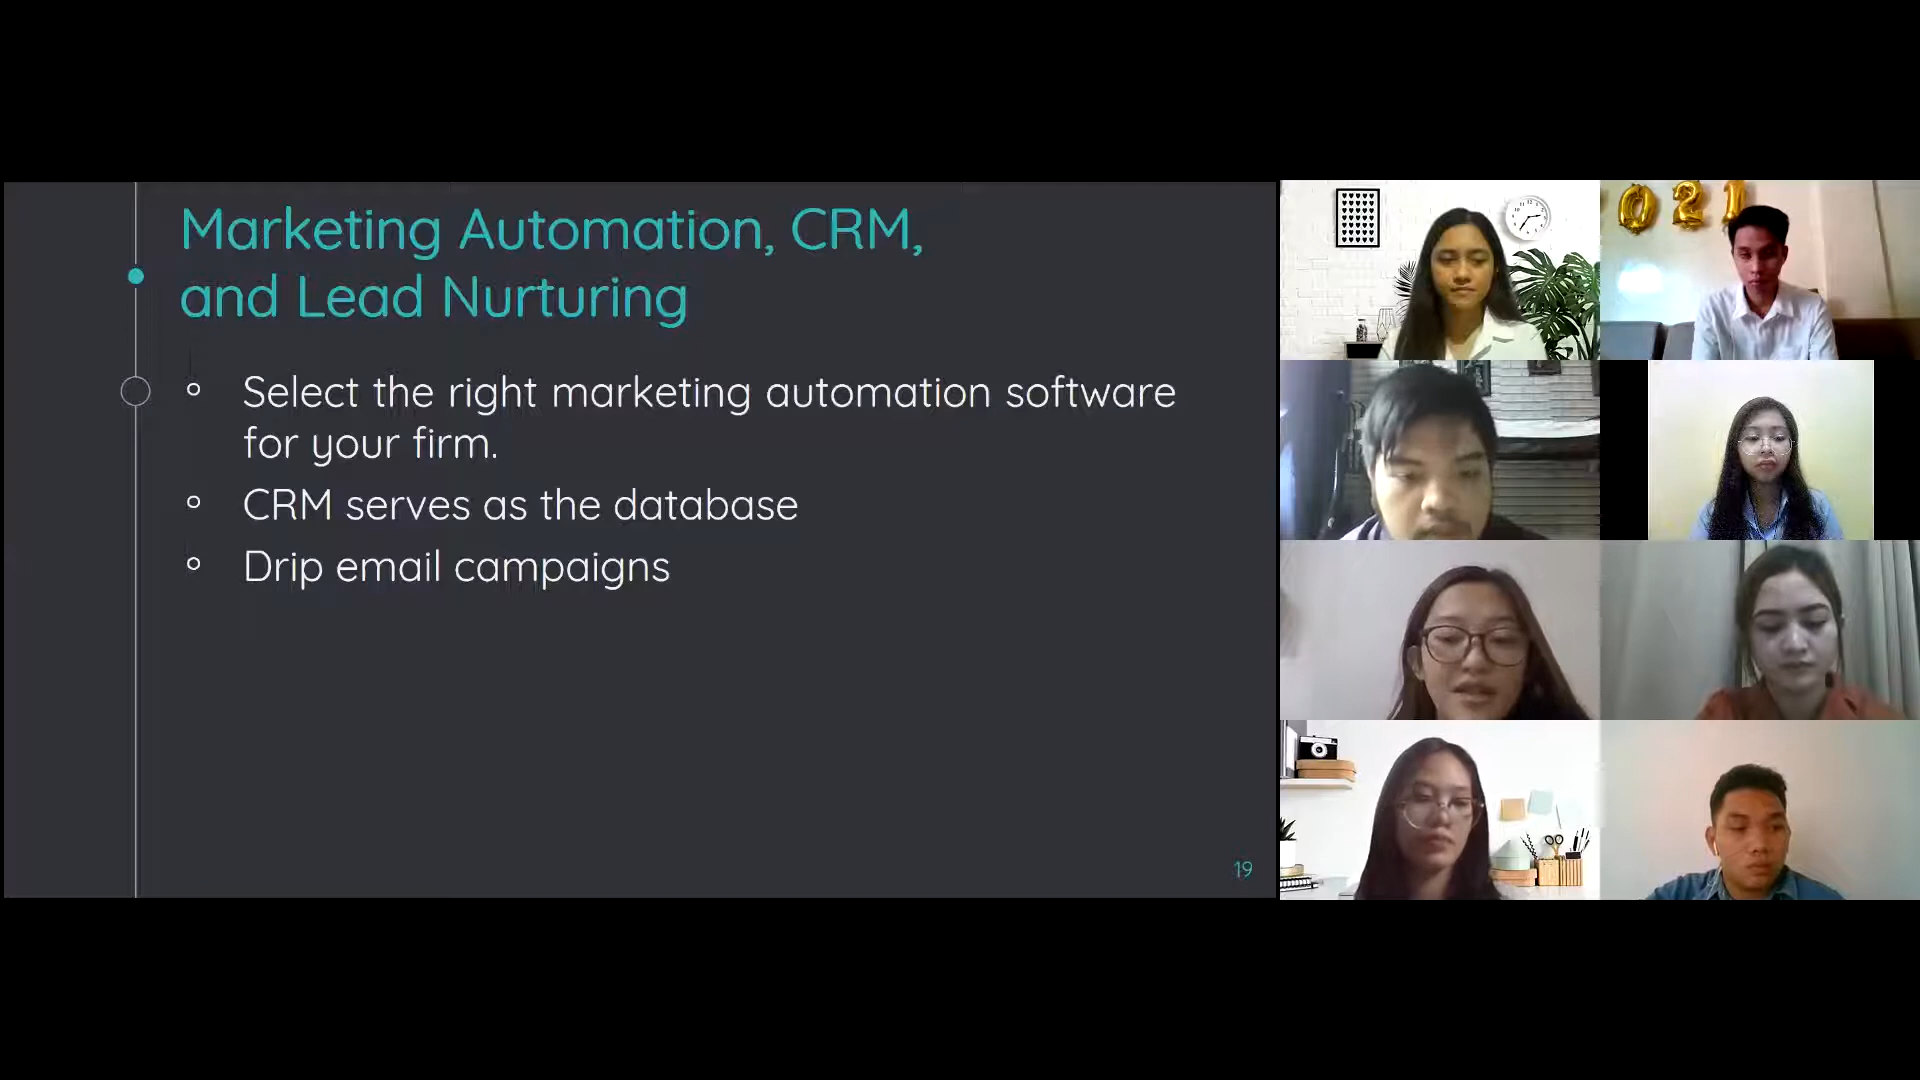 Marketing Automation, CRM,
and Lead Nurturing
Select the right marketing automation software
for your firm.
CRM serves as the database
Drip email campaigns
19
021